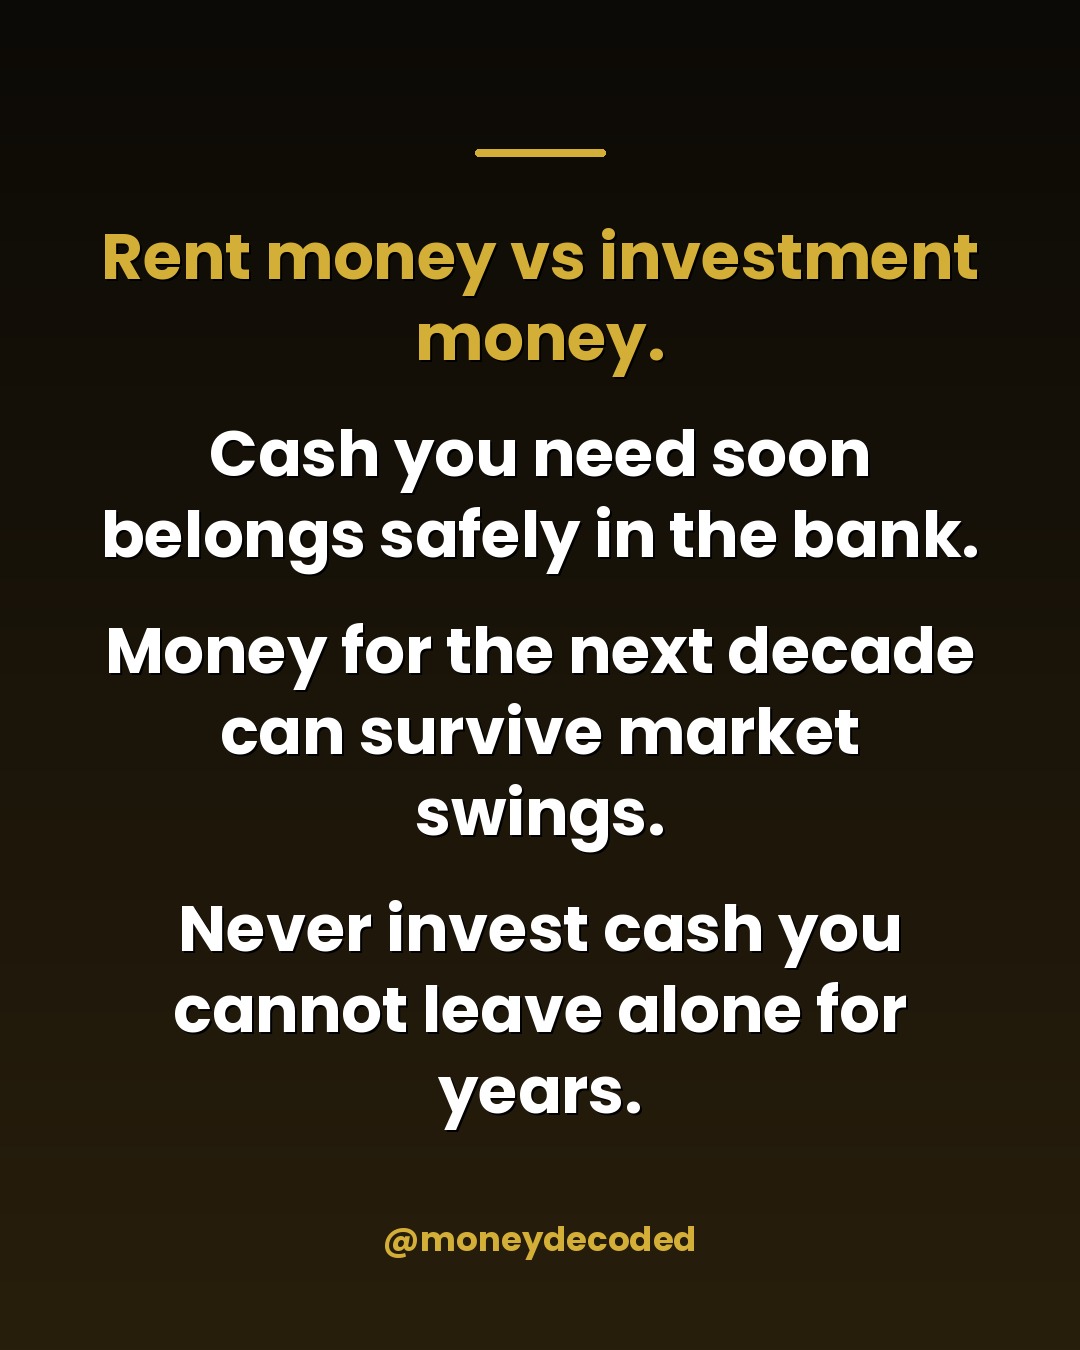 Rent money vs investment
money.
Cash you need soon
belongs safely in the bank.
Money for the next decade
can survive market
swings.
Never invest cash you
cannot leave alone for
years.
@moneydecoded